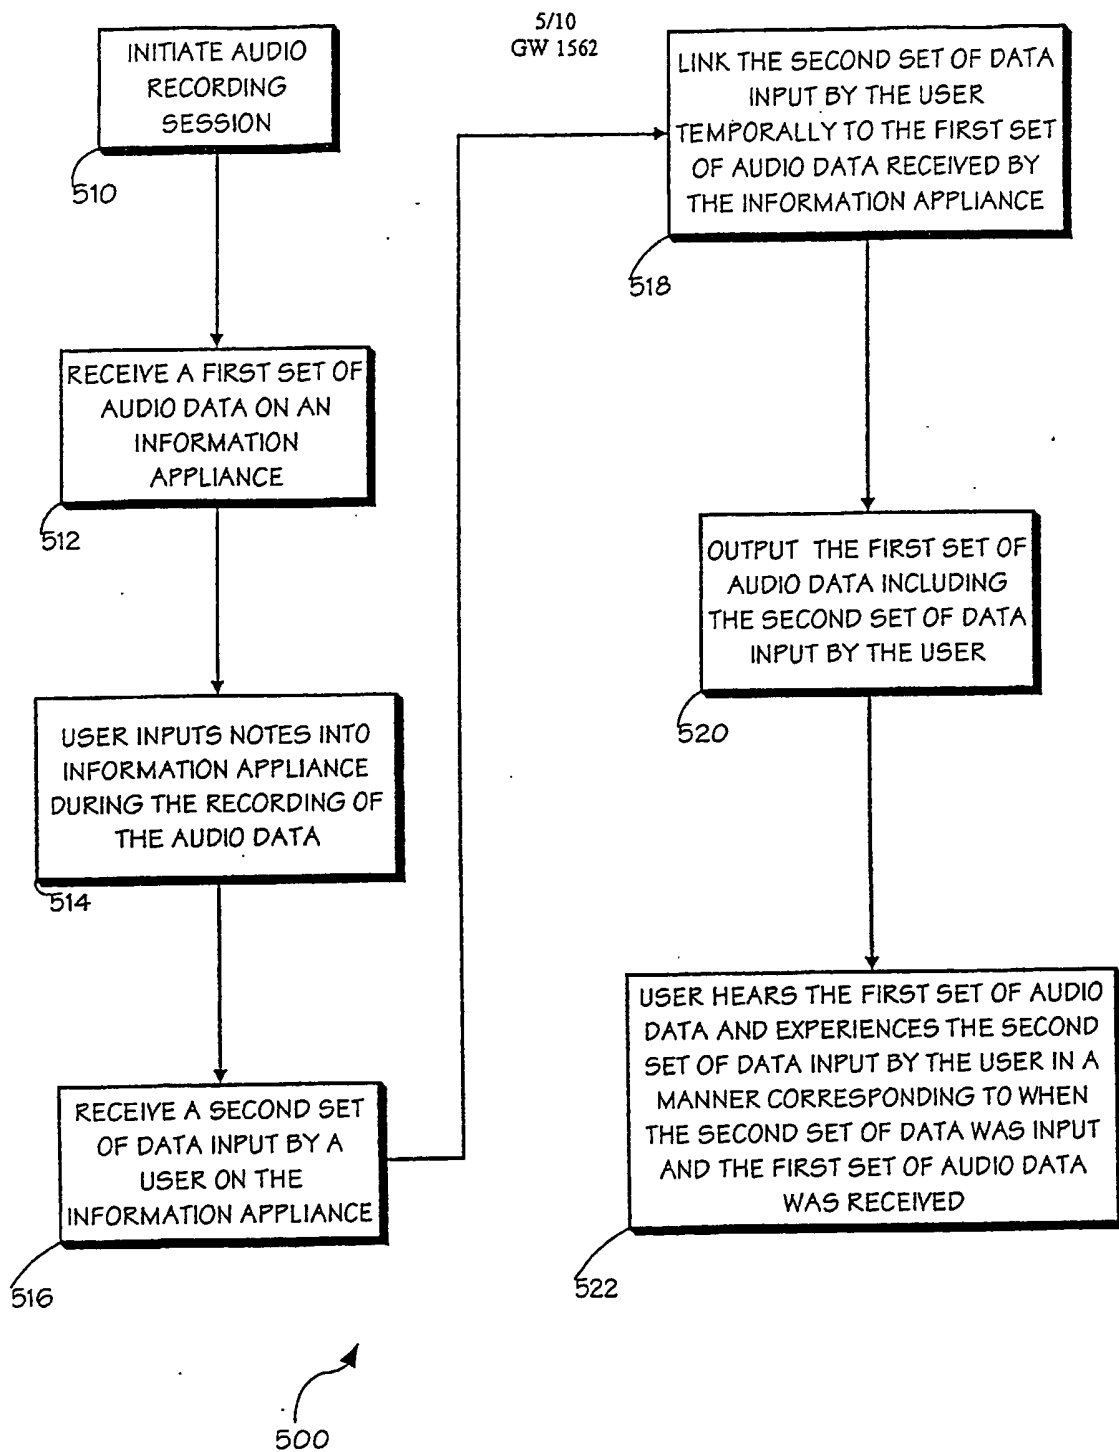 5/10
GW 1562
INITIATE AUDIO
RECORDING
SESSION
510
RECEIVE A FIRST SET OF
AUDIO DATA ON AN
INFORMATION
APPLIANCE
512
USER INPUTS NOTES INTO
INFORMATION APPLIANCE
DURING THE RECORDING OF
THE AUDIO DATA
514
RECEIVE A SECOND SET
OF DATA INPUT BY A
USER ON THE
INFORMATION APPLIANCE
516
LINK THE SECOND SET OF DATA
INPUT BY THE USER
TEMPORALLY TO THE FIRST SET
OF AUDIO DATA RECEIVED BY
THE INFORMATION APPLIANCE
518
OUTPUT THE FIRST SET OF
AUDIO DATA INCLUDING
THE SECOND SET OF DATA
INPUT BY THE USER
520
USER HEARS THE FIRST SET OF AUDIO
DATA AND EXPERIENCES THE SECOND
SET OF DATA INPUT BY THE USER IN A
MANNER CORRESPONDING TO WHEN
THE SECOND SET OF DATA WAS INPUT
AND THE FIRST SET OF AUDIO DATA
WAS RECEIVED
522
500